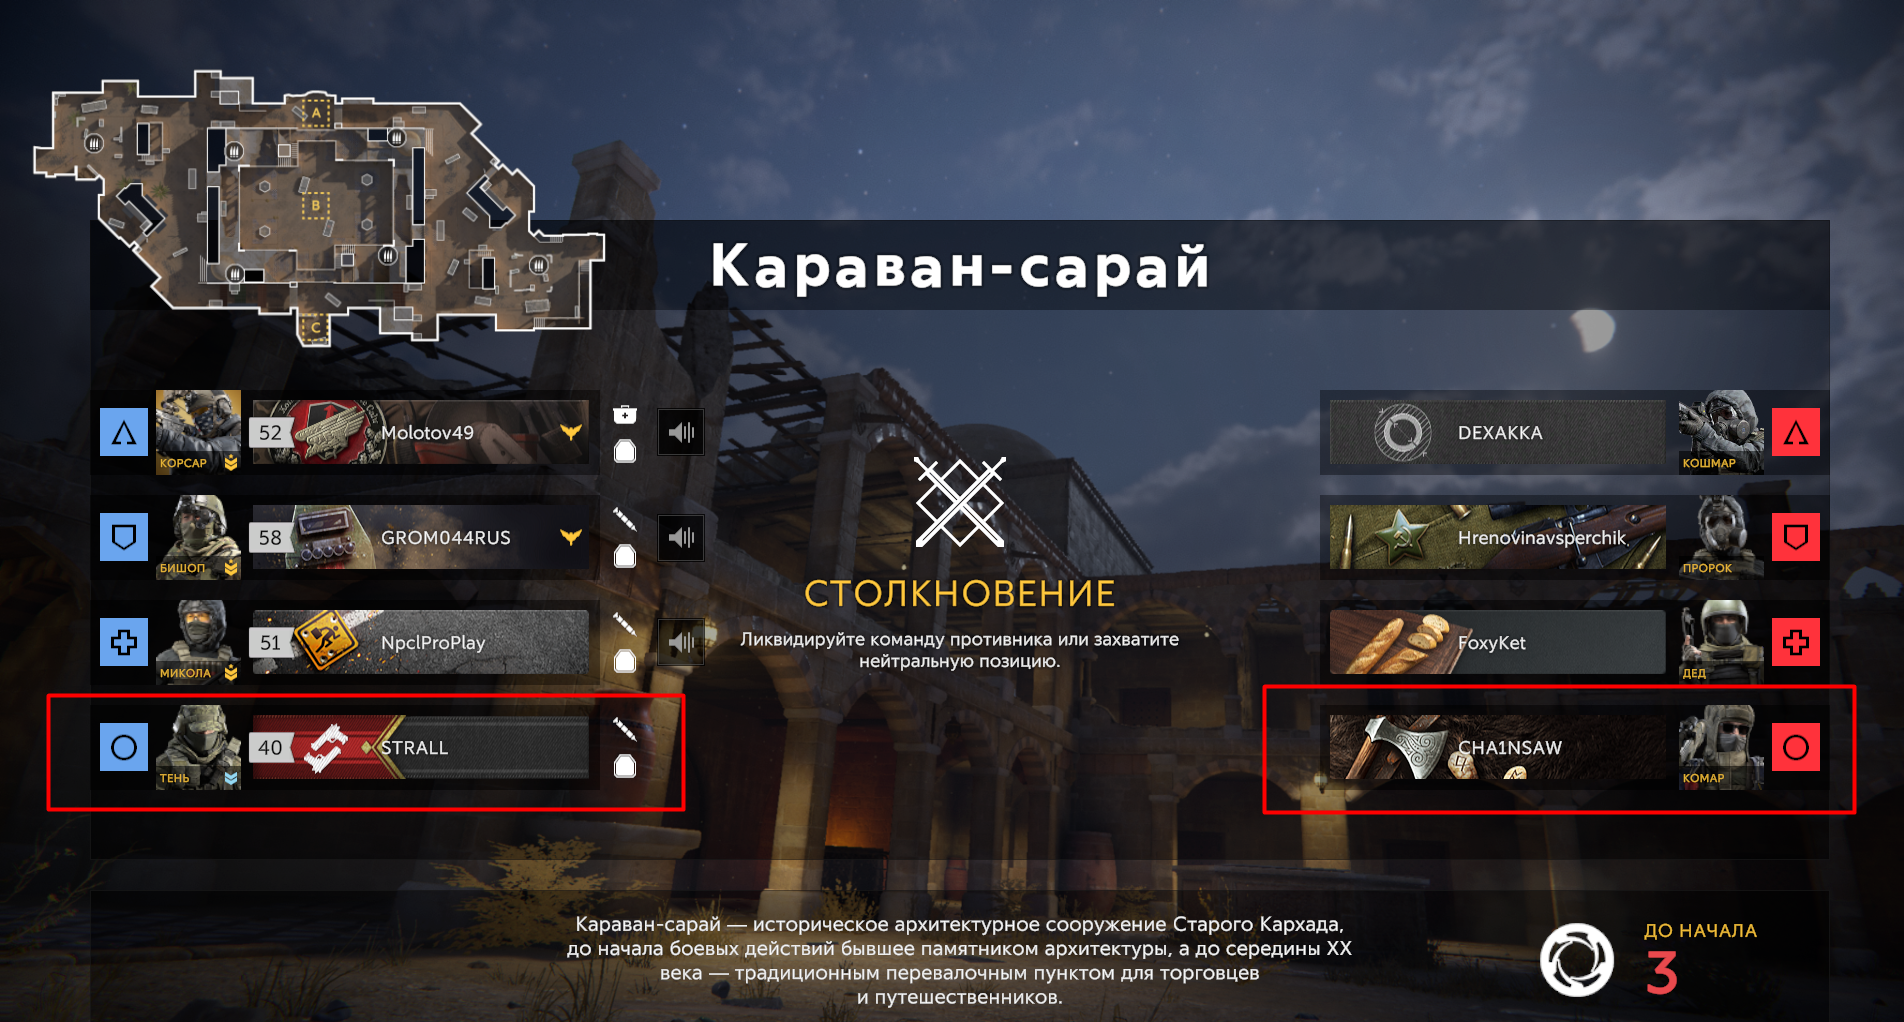 A
B
C
Караван-сарай
52
Molotov49
КОРСАР
58
GROM044RUS
БИШОП
51
NpclProPlay
МИКОЛА
40
STRALL
ТЕНЬ
СТОЛКНОВЕНИЕ
Ликвидируйте команду противника или захватите
нейтральную позицию.
DEXAKKA
КОШМАР
Hrenovinavsperchik
ПРОРОК
FoxyKet
ДЕД
CHA1NSAW
КОМАР
Караван-сарай — историческое архитектурное сооружение Старого Кархада,
до начала боевых действий бывшее памятником архитектуры, а до середины XX
века — традиционным перевалочным пунктом для торговцев
и путешественников.
ДО НАЧАЛА
3